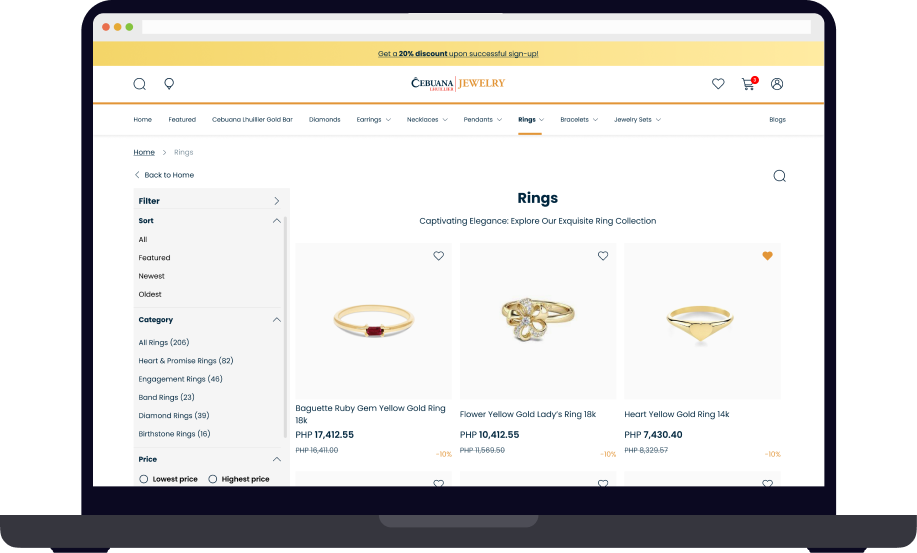 Get a 20% discount upon successful sign-up!
CEBUANA LHUILLIER JEWELRY
1
Home Featured Cebuana Lhuillier Gold Bar Diamonds Earrings Necklaces Pendants Rings Bracelets Jewelry Sets Blogs
Home > Rings
Back to Home
Filter
Sort
All
Featured
Newest
Oldest
Category
All Rings (206)
Heart & Promise Rings (82)
Engagement Rings (46)
Band Rings (23)
Diamond Rings (39)
Birthstone Rings (16)
Price
Lowest price Highest price
Rings
Captivating Elegance: Explore Our Exquisite Ring Collection
Baguette Ruby Gem Yellow Gold Ring
18k
PHP 17,412.55
PHP 16,411.00
-10%
Flower Yellow Gold Lady's Ring 18k
PHP 10,412.55
PHP 11,569.50
-10%
Heart Yellow Gold Ring 14k
PHP 7,430.40
PHP 8,329.57
-10%